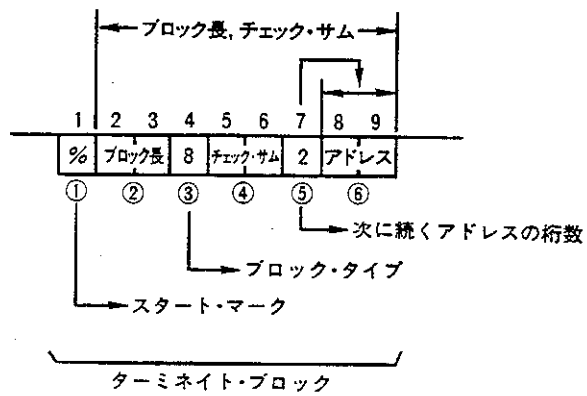 ブロック長,チェック・サム
1 2 3 4 5 6 7 8 9
% ブロック長 8 チェック・サム 2 アドレス
① ② ③ ④ ⑤ ⑥
次に続くアドレスの桁数
ブロック・タイプ
スタート・マーク
ターミネイト・ブロック